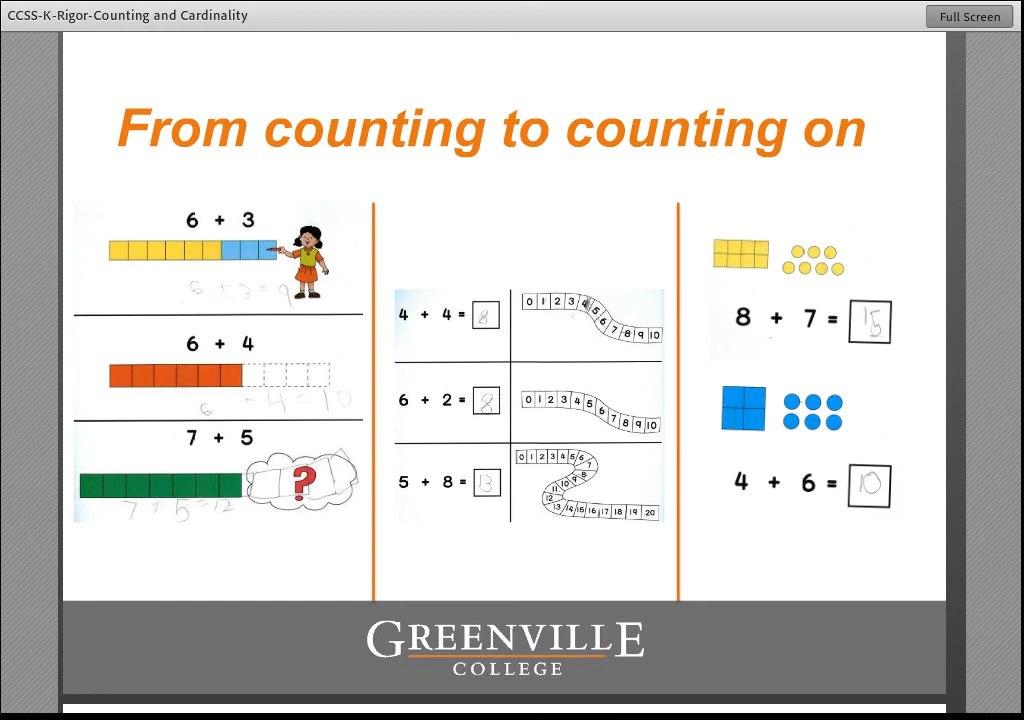 CCSS-K-Rigor-Counting and Cardinality
Full Screen
From counting to counting on
6 + 3
6 + 3 = 9
6 + 4
6 + 4 = 10
7 + 5
?
7 + 5 = 12
4 + 4 = 8
0 1 2 3 4 5 6 7 8 9 10
6 + 2 = 8
0 1 2 3 4 5 6 7 8 9 10
5 + 8 = 13
0 1 2 3 4 5 6 7 8 9 10 11 12 13 14 15 16 17 18 19 20
8 + 7 = 15
4 + 6 = 10
GREENVILLE
COLLEGE